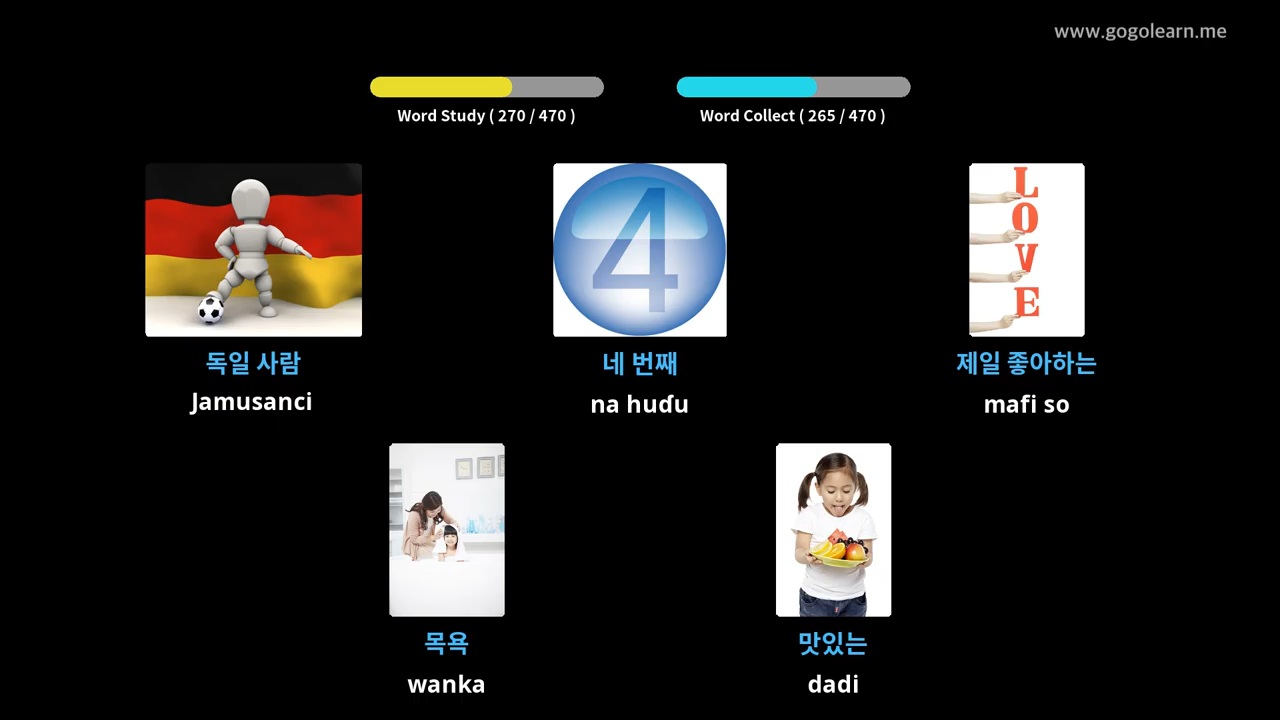 www.gogolearn.me
Word Study ( 270 / 470 )
Word Collect ( 265 / 470 )
4
L
O
V
E
독일 사람
네 번째
제일 좋아하는
Jamusanci
na huɗu
mafi so
목욕
맛있는
wanka
dadi